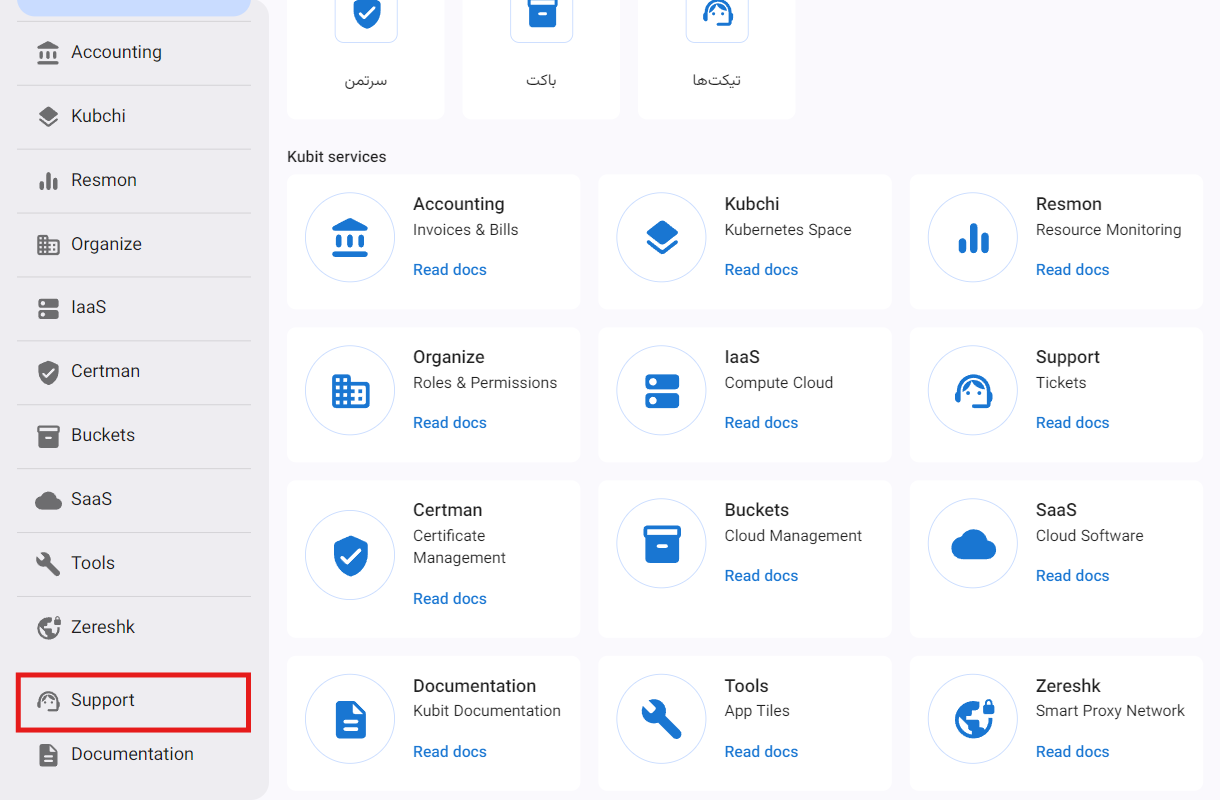 Accounting
Kubchi
Resmon
Organize
IaaS
Certman
Buckets
SaaS
Tools
Zereshk
Support
Documentation
سرتمن
باکت
تیکت‌ها
Kubit services
Accounting
Invoices & Bills
Read docs
Kubchi
Kubernetes Space
Read docs
Resmon
Resource Monitoring
Read docs
Organize
Roles & Permissions
Read docs
IaaS
Compute Cloud
Read docs
Support
Tickets
Read docs
Certman
Certificate
Management
Read docs
Buckets
Cloud Management
Read docs
SaaS
Cloud Software
Read docs
Documentation
Kubit Documentation
Read docs
Tools
App Tiles
Read docs
Zereshk
Smart Proxy Network
Read docs